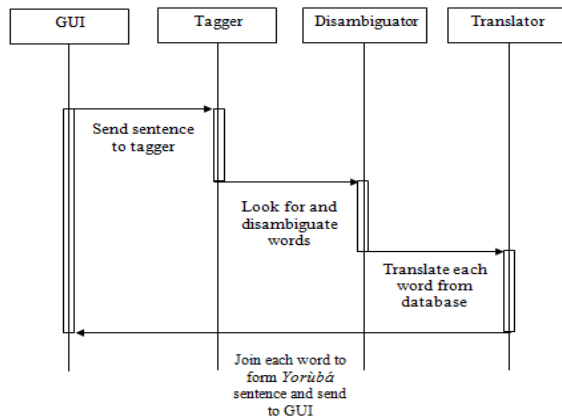 GUI
Tagger
Disambiguator
Translator
Send sentence
to tagger
Look for and
disambiguate
words
Translate each
word from
database
Join each word to
form Yorùbá
sentence and send
to GUI